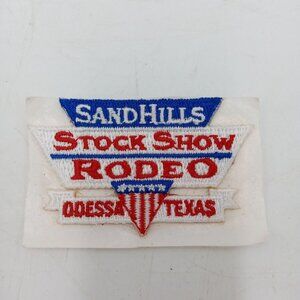 SANDHILLS
STOCK SHOW
RODEO
ODESSA TEXAS